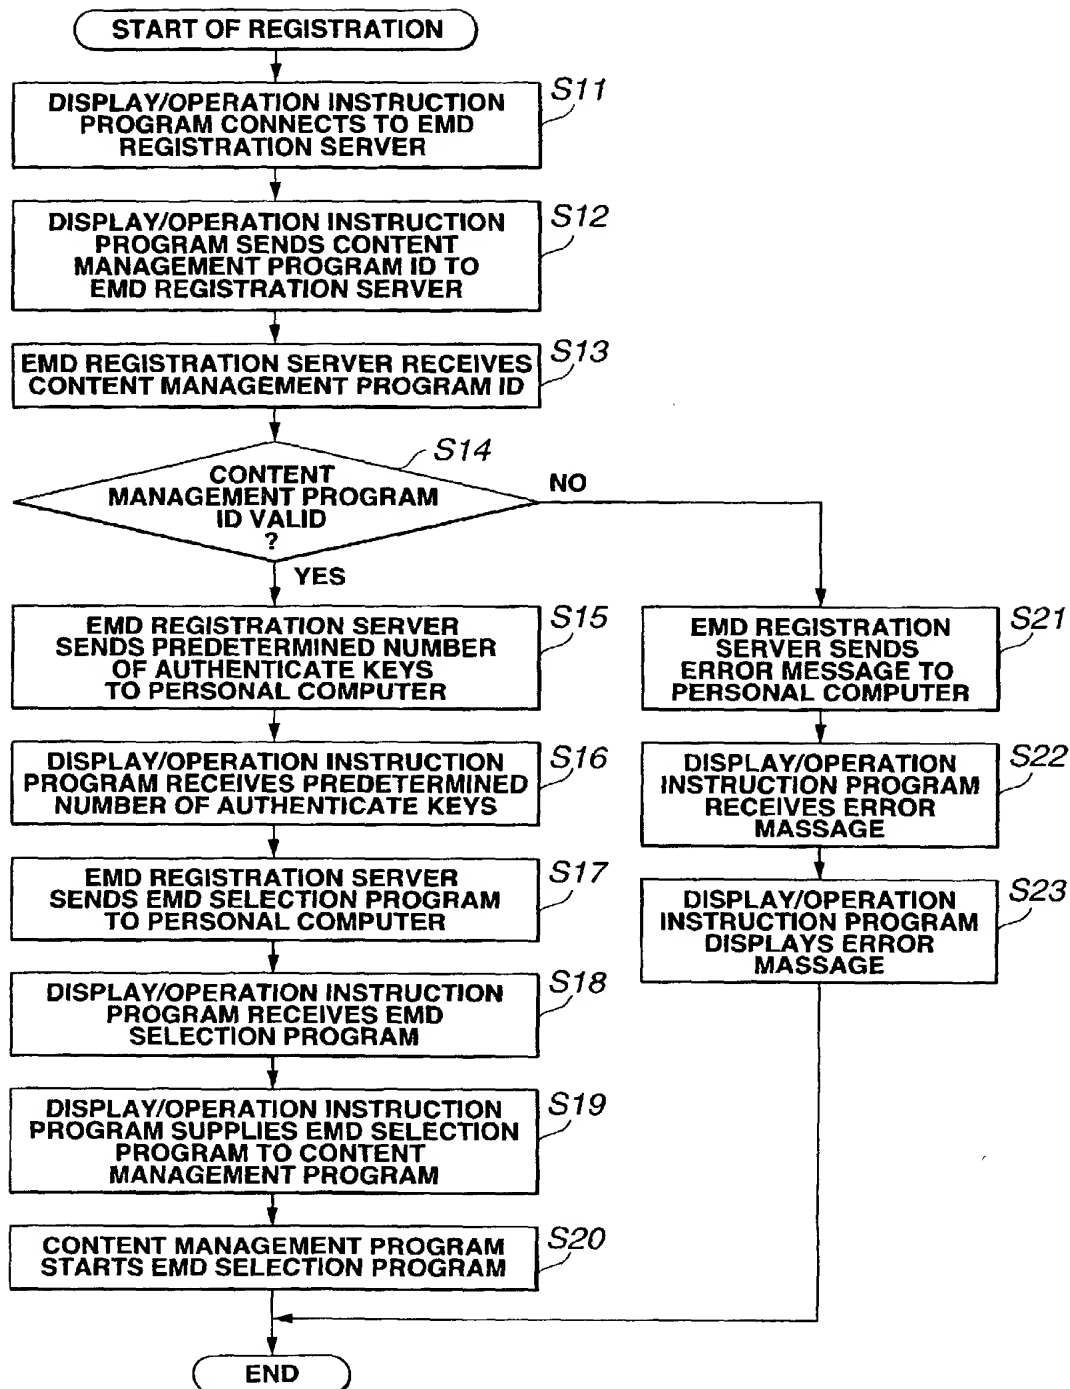 START OF REGISTRATION
S11
DISPLAY/OPERATION INSTRUCTION
PROGRAM CONNECTS TO EMD
REGISTRATION SERVER
S12
DISPLAY/OPERATION INSTRUCTION
PROGRAM SENDS CONTENT
MANAGEMENT PROGRAM ID TO
EMD REGISTRATION SERVER
S13
EMD REGISTRATION SERVER RECEIVES
CONTENT MANAGEMENT PROGRAM ID
S14
CONTENT
MANAGEMENT PROGRAM
ID VALID
?
NO
YES
S15
EMD REGISTRATION SERVER
SENDS PREDETERMINED NUMBER
OF AUTHENTICATE KEYS
TO PERSONAL COMPUTER
S16
DISPLAY/OPERATION INSTRUCTION
PROGRAM RECEIVES PREDETERMINED
NUMBER OF AUTHENTICATE KEYS
S17
EMD REGISTRATION SERVER
SENDS EMD SELECTION PROGRAM
TO PERSONAL COMPUTER
S18
DISPLAY/OPERATION INSTRUCTION
PROGRAM RECEIVES EMD
SELECTION PROGRAM
S19
DISPLAY/OPERATION INSTRUCTION
PROGRAM SUPPLIES EMD SELECTION
PROGRAM TO CONTENT
MANAGEMENT PROGRAM
S20
CONTENT MANAGEMENT PROGRAM
STARTS EMD SELECTION PROGRAM
S21
EMD REGISTRATION
SERVER SENDS
ERROR MESSAGE TO
PERSONAL COMPUTER
S22
DISPLAY/OPERATION
INSTRUCTION PROGRAM
RECEIVES ERROR
MASSAGE
S23
DISPLAY/OPERATION
INSTRUCTION PROGRAM
DISPLAYS ERROR
MASSAGE
END